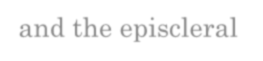 and the episcleral